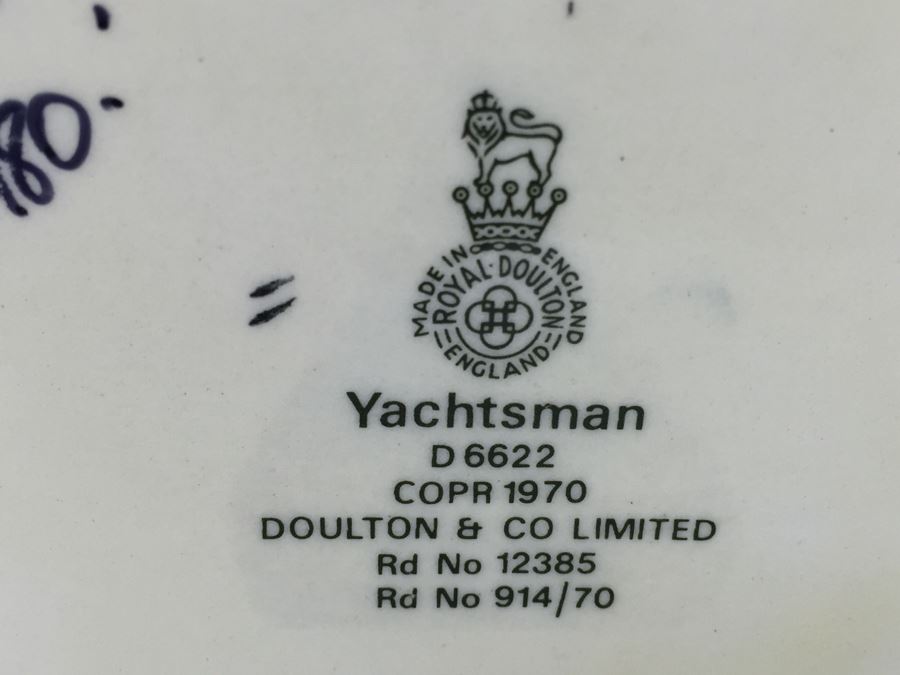 80
MADE IN ENGLAND
ROYAL·DOULTON
ENGLAND
Yachtsman
D 6622
COPR 1970
DOULTON & CO LIMITED
Rd No 12385
Rd No 914/70